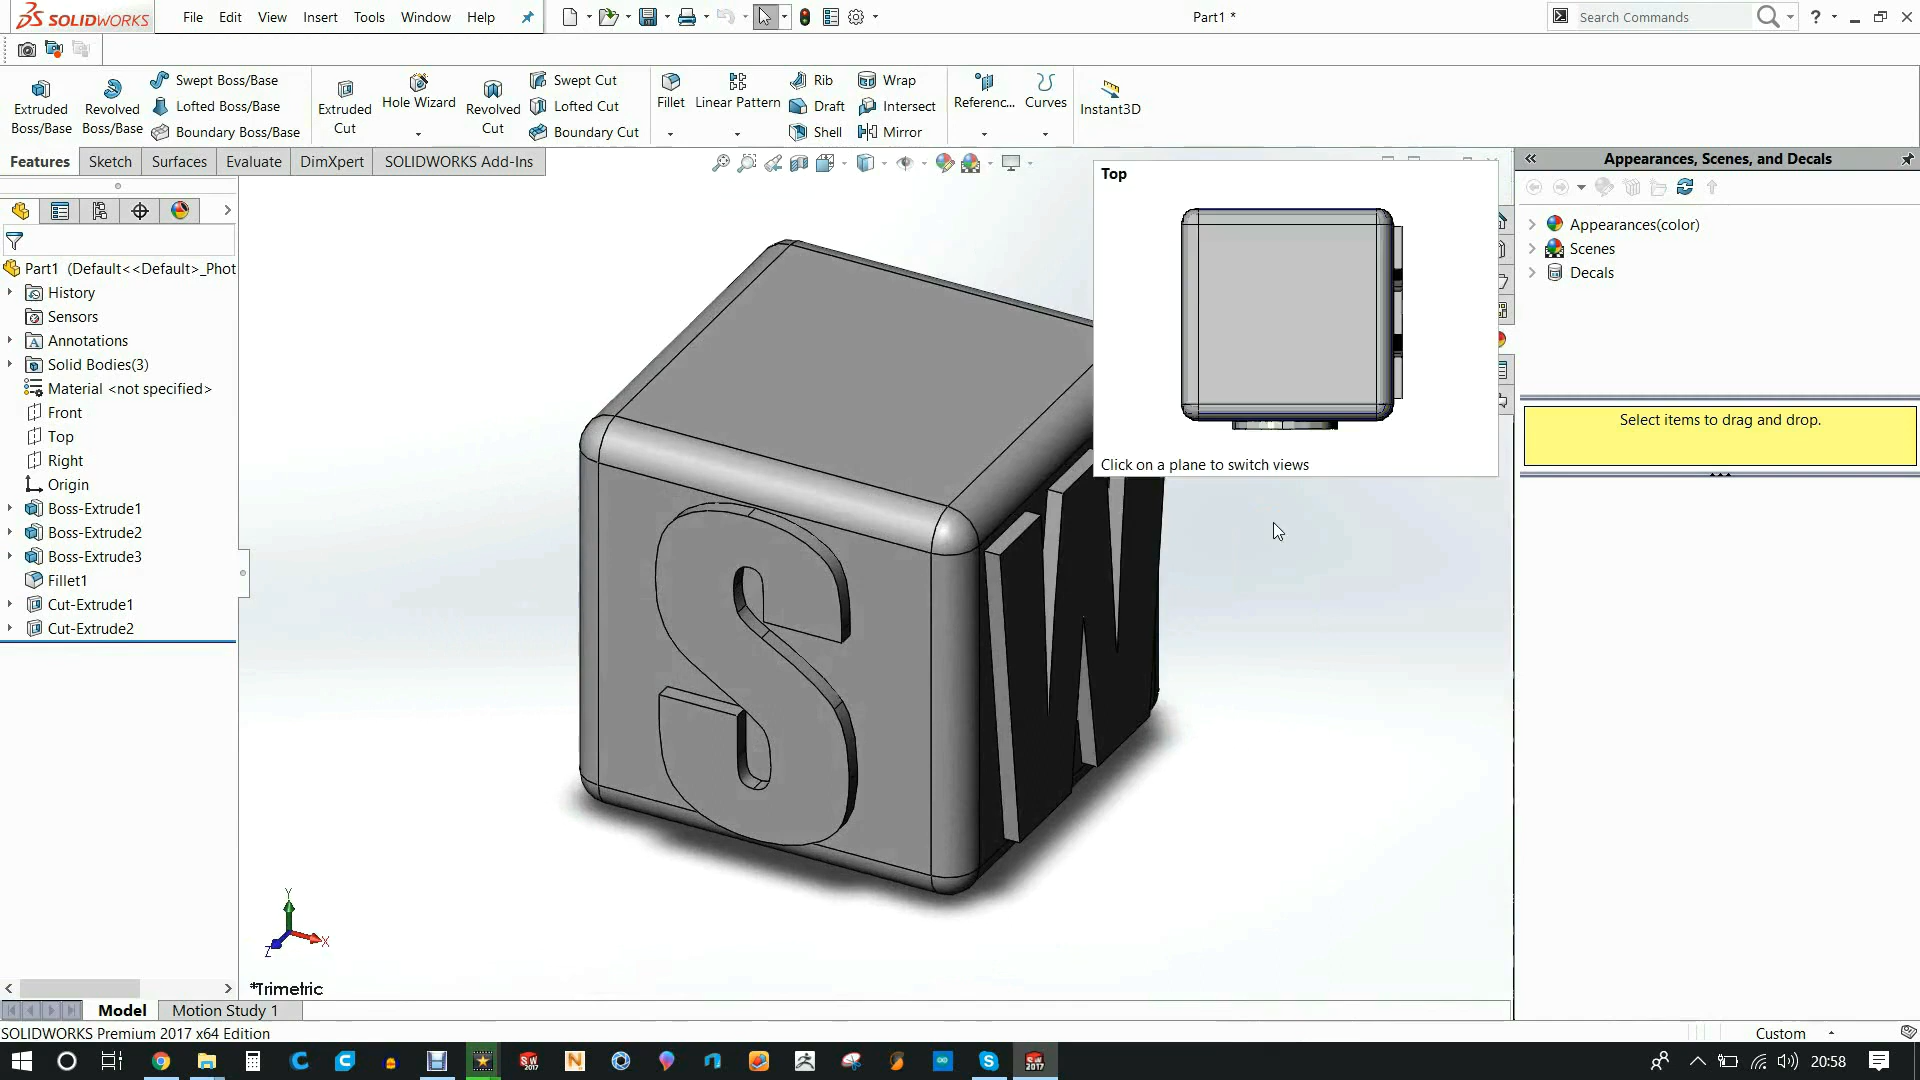 SOLIDWORKS File Edit View Insert Tools Window Help Part1 * Search Commands ?
Extruded Boss/Base
Revolved Boss/Base
Swept Boss/Base
Lofted Boss/Base
Boundary Boss/Base
Extruded Cut
Hole Wizard
Revolved Cut
Swept Cut
Lofted Cut
Boundary Cut
Fillet
Linear Pattern
Rib
Draft
Shell
Wrap
Intersect
Mirror
Referenc...
Curves
Instant3D
Features Sketch Surfaces Evaluate DimXpert SOLIDWORKS Add-Ins
Part1 (Default<<Default>_Phot
History
Sensors
Annotations
Solid Bodies(3)
Material <not specified>
Front
Top
Right
Origin
Boss-Extrude1
Boss-Extrude2
Boss-Extrude3
Fillet1
Cut-Extrude1
Cut-Extrude2
Top
Click on a plane to switch views
S
W
Y
X
Z
*Trimetric
Appearances, Scenes, and Decals
Appearances(color)
Scenes
Decals
Select items to drag and drop.
Model Motion Study 1
SOLIDWORKS Premium 2017 x64 Edition Custom
20:58